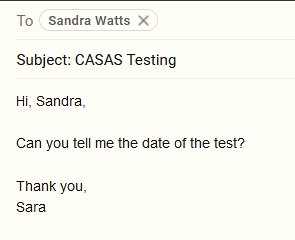 To Sandra Watts
Subject: CASAS Testing
Hi, Sandra,
Can you tell me the date of the test?
Thank you,
Sara